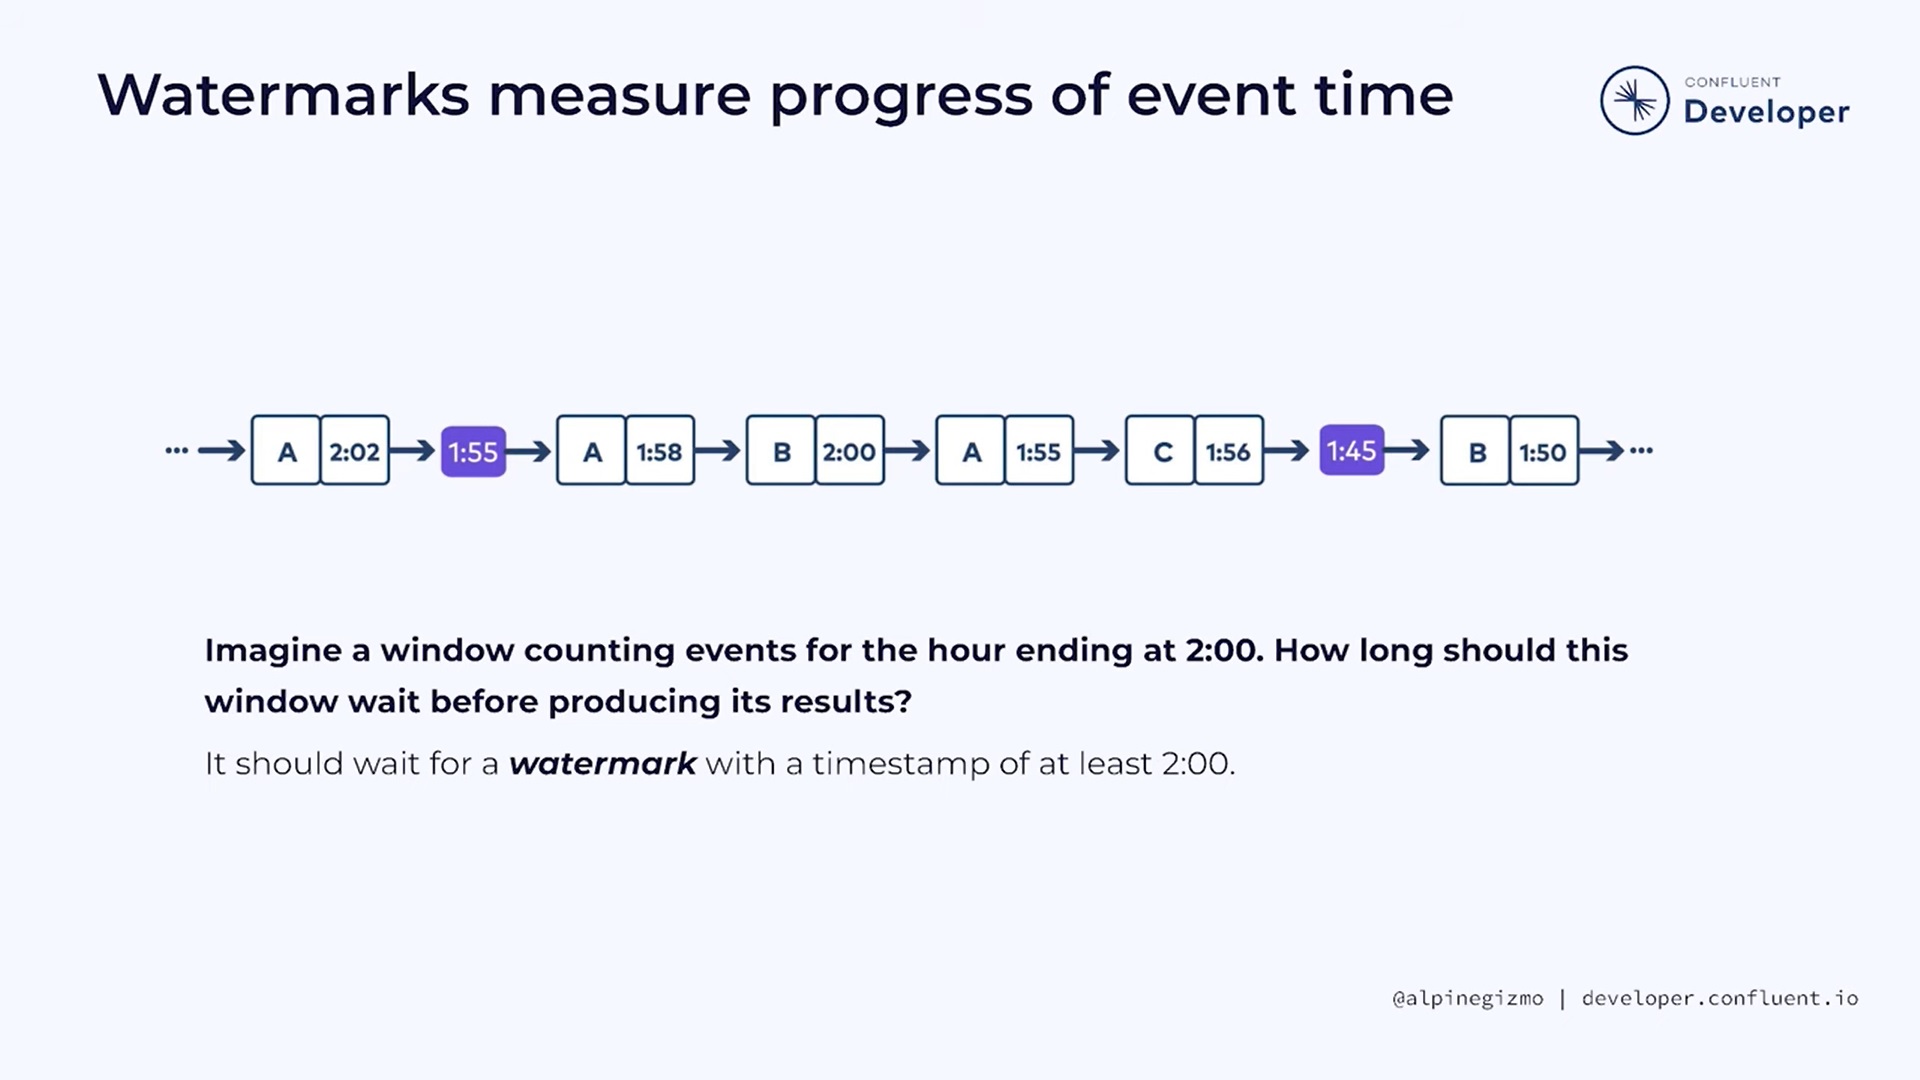 Watermarks measure progress of event time
CONFLUENT
Developer
... A 2:02 1:55 A 1:58 B 2:00 A 1:55 C 1:56 1:45 B 1:50 ...
Imagine a window counting events for the hour ending at 2:00. How long should this
window wait before producing its results?
It should wait for a watermark with a timestamp of at least 2:00.
@alpinegizmo | developer.confluent.io